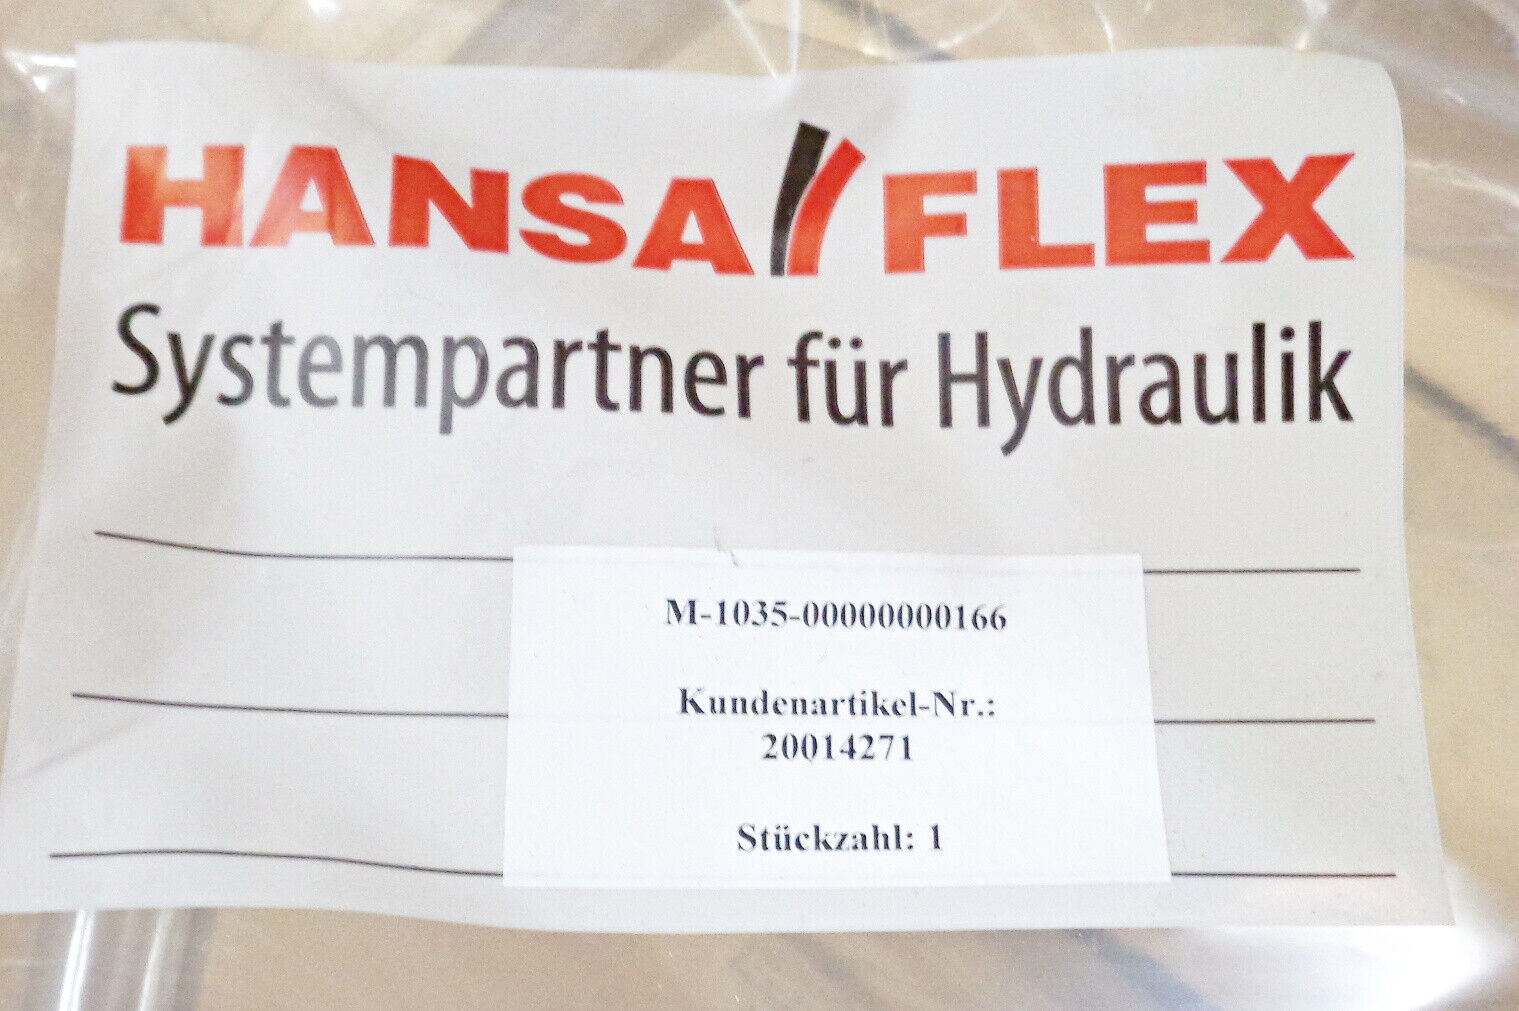 HANSA FLEX
Systempartner für Hydraulik
M-1035-00000000166
Kundenartikel-Nr.:
20014271
Stückzahl: 1